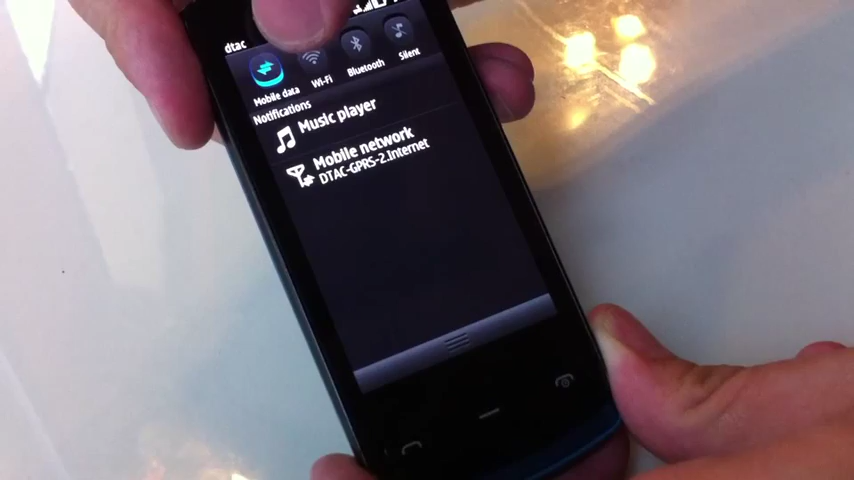 dtac
Mobile data
Wi-Fi
Bluetooth
Silent
Notifications
Music player
Mobile network
DTAC-GPRS-2.Internet